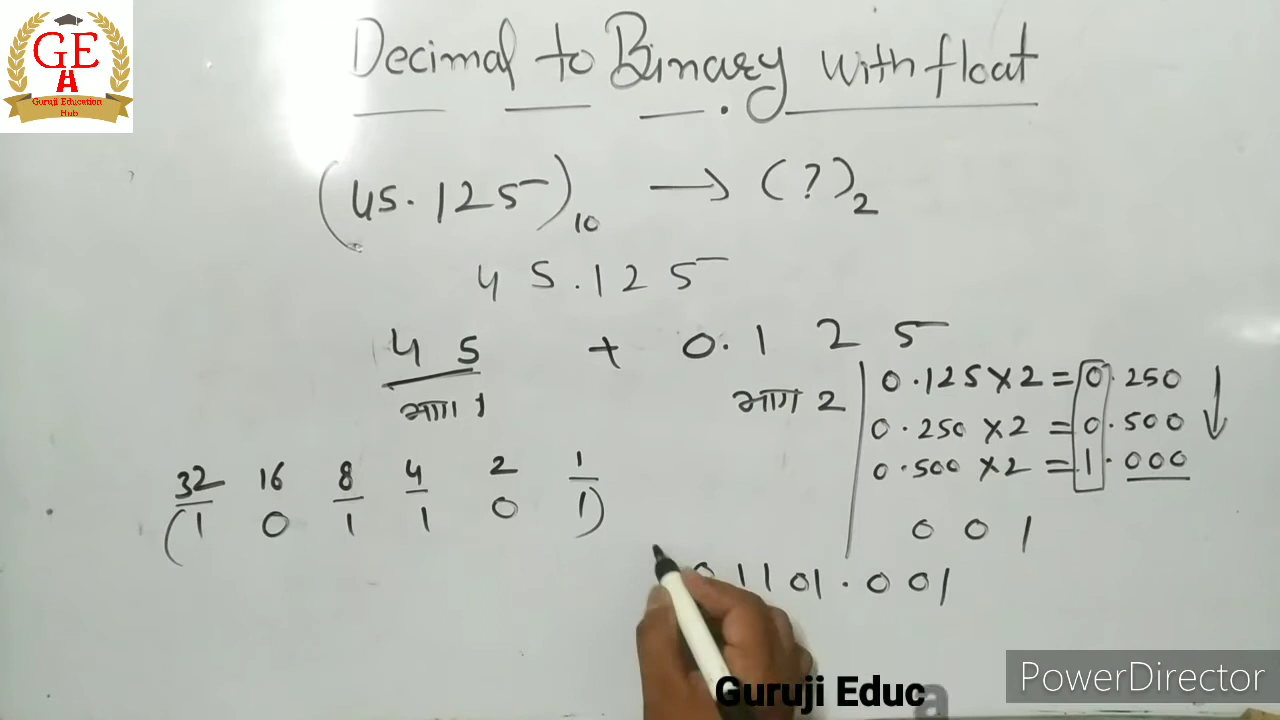 GE
Guruji Education
Hub
Decimal to Binary with float
(45.125)10 → (?)2
45.125
45 + 0.125
भाग 1
भाग 2
0.125×2=0.250
0.250×2=0.500
0.500×2=1.000
0 0 1
32 16 8 4 2 1
(1 0 1 1 0 1)
01101.001
PowerDirector
Guruji Educa